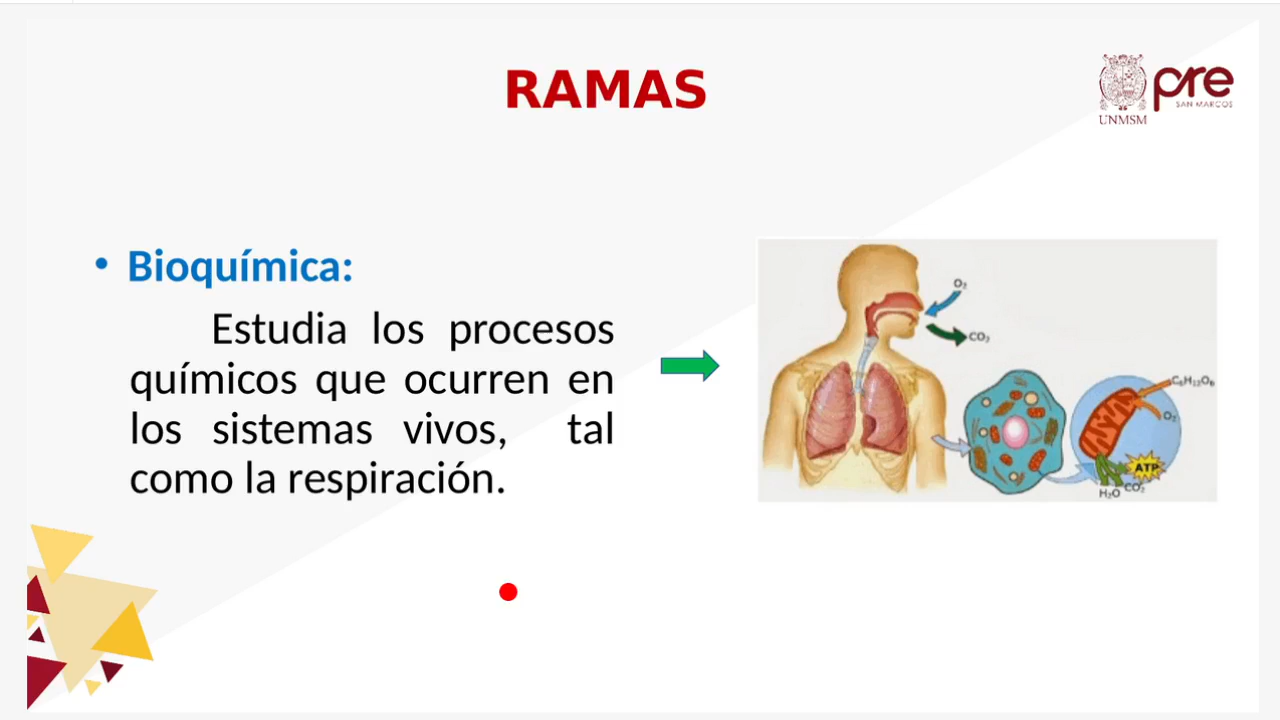 RAMAS
UNMSM
pre
SAN MARCOS
• Bioquímica:
Estudia los procesos
químicos que ocurren en
los sistemas vivos, tal
como la respiración.
O₂
CO₂
C₆H₁₂O₆
O₂
ATP
CO₂
H₂O